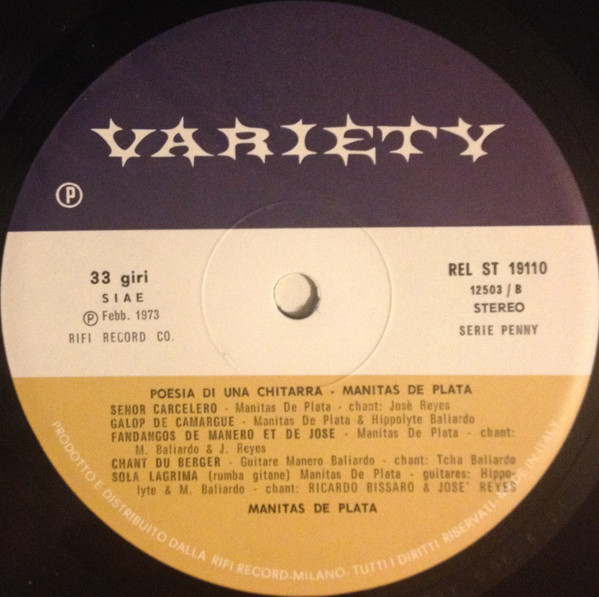 VARIETY
P
33 giri
SIAE
P Febb. 1973
RIFI RECORD CO.
REL ST 19110
12503 / B
STEREO
SERIE PENNY
POESIA DI UNA CHITARRA - MANITAS DE PLATA
SENOR CARCELERO - Manitas De Plata - chant: Josè Reyes
GALOP DE CAMARGUE - Manitas De Plata & Hippolyte Baliardo
FANDANGOS DE MANERO ET DE JOSE - Manitas De Plata - chant:
M. Baliardo & J. Reyes
CHANT DU BERGER - Guitare Manero Baliardo - chant: Tcha Baliardo
SOLA LAGRIMA (rumba gitane) Manitas De Plata - guitares: Hippo-
lyte & M. Baliardo - chant: RICARDO BISSARO & JOSE' REYES
MANITAS DE PLATA
PRODOTTO E DISTRIBUITO DALLA RIFI RECORD-MILANO-TUTTI I DIRITTI RISERVATI-MADE IN ITALY